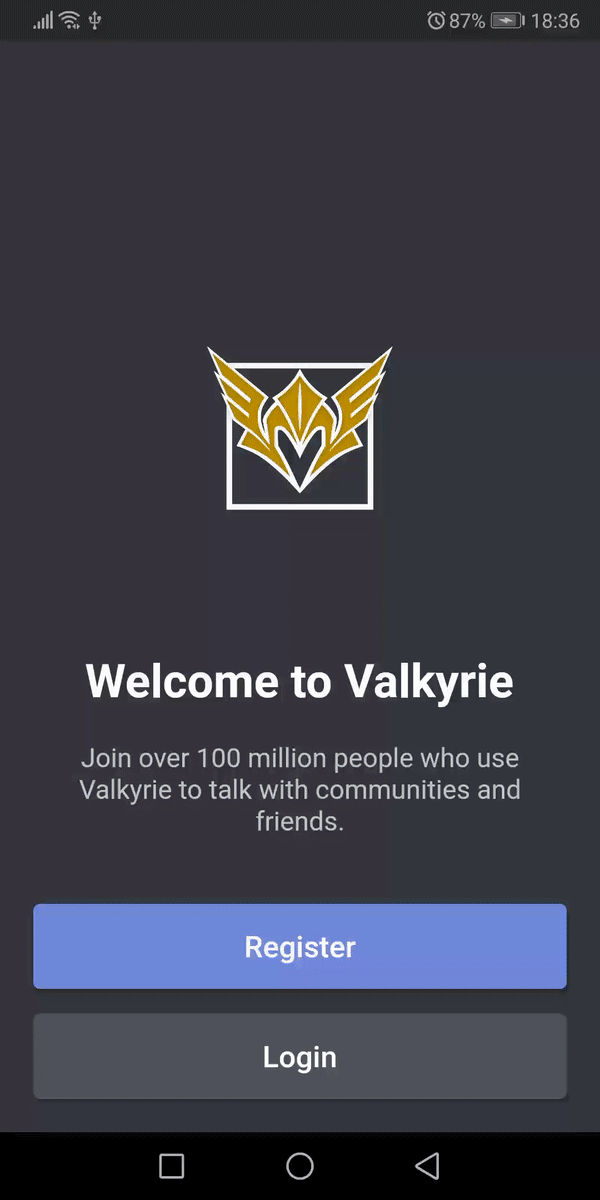 87% 18:36
Welcome to Valkyrie
Join over 100 million people who use
Valkyrie to talk with communities and
friends.
Register
Login